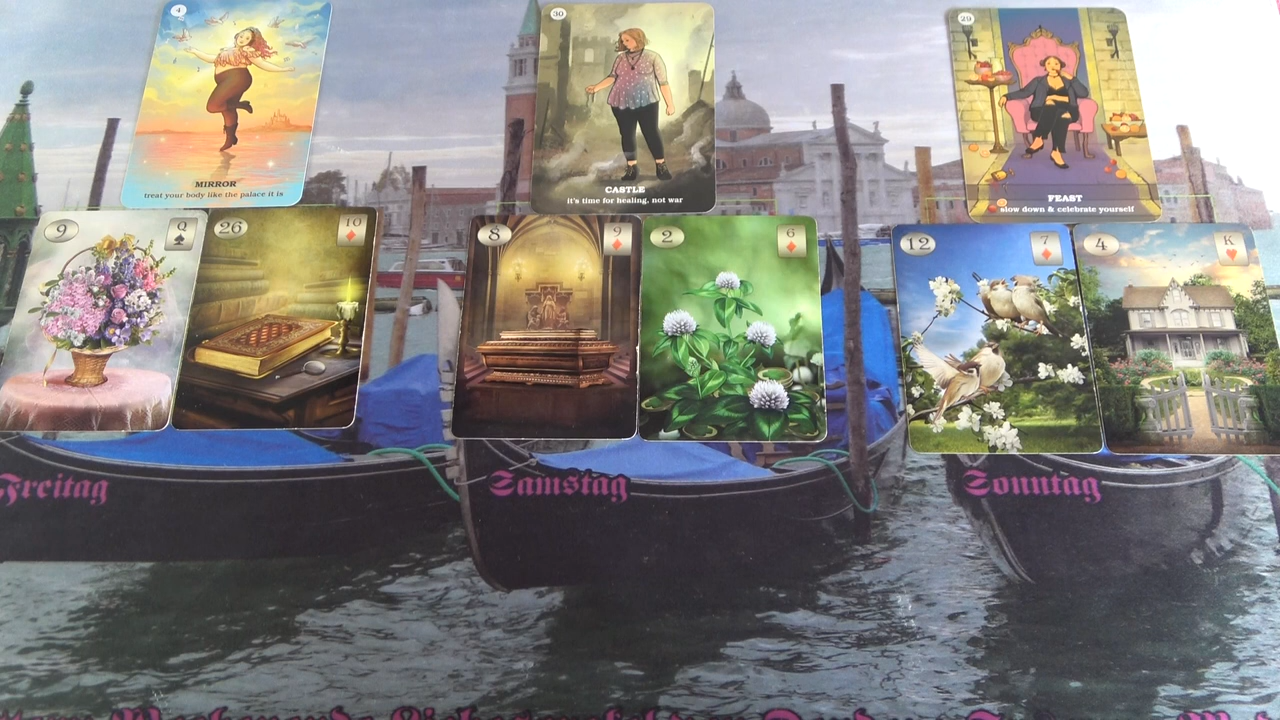 4
MIRROR
treat your body like the palace it is
30
CASTLE
it's time for healing, not war
29
FEAST
slow down & celebrate yourself
9
Q
26
10
8
9
2
6
12
7
4
K
Freitag
Samstag
Sonntag